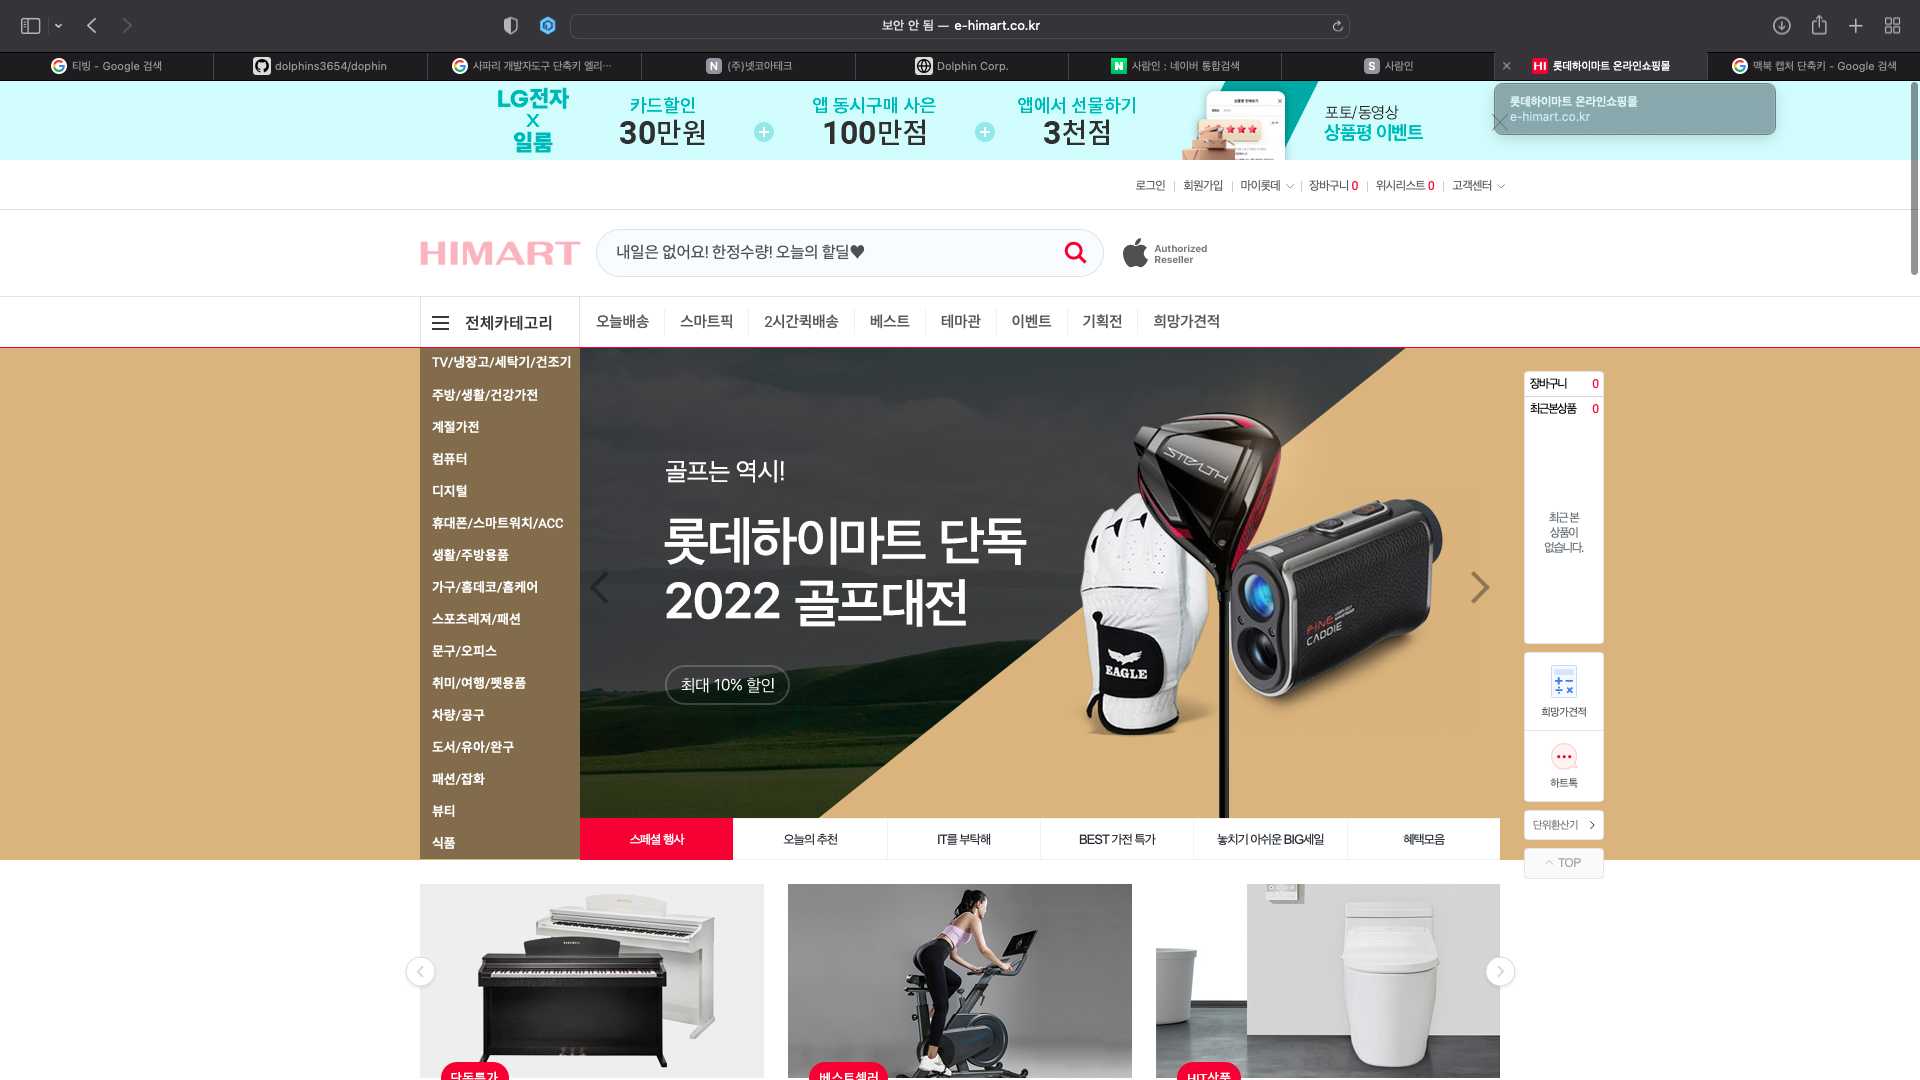 보안 안 됨 — e-himart.co.kr
티빙 - Google 검색
dolphins3654/dophin
사파리 개발자도구 단축키 엘리…
N (주)넷코아테크
Dolphin Corp.
N 사람인 : 네이버 통합검색
S 사람인
HI 롯데하이마트 온라인쇼핑몰
맥북 캡처 단축키 - Google 검색
LG전자
X
일룸
카드할인
30만원
앱 동시구매 사은
100만점
앱에서 선물하기
3천점
포토/동영상
상품평 이벤트
롯데하이마트 온라인쇼핑몰
e-himart.co.kr
로그인
회원가입
마이롯데
장바구니 0
위시리스트 0
고객센터
HIMART
내일은 없어요! 한정수량! 오늘의 핥딜♥
Authorized
Reseller
전체카테고리
오늘배송
스마트픽
2시간퀵배송
베스트
테마관
이벤트
기획전
희망가견적
TV/냉장고/세탁기/건조기
주방/생활/건강가전
계절가전
컴퓨터
디지털
휴대폰/스마트워치/ACC
생활/주방용품
가구/홈데코/홈케어
스포츠레져/패션
문구/오피스
취미/여행/펫용품
차량/공구
도서/유아/완구
패션/잡화
뷰티
식품
골프는 역시!
롯데하이마트 단독
2022 골프대전
최대 10% 할인
STEALTH
EAGLE
FINE
CADDIE
장바구니 0
최근본상품 0
최근 본
상품이
없습니다.
희망가견적
하트톡
단위환산기
TOP
스페셜 행사
오늘의 추천
IT를 부탁해
BEST 가전 특가
놓치기 아쉬운 BIG세일
혜택모음
단독특가
베스트셀러
HIT상품